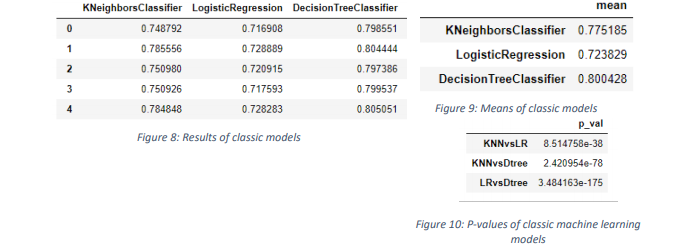 KNeighborsClassifier LogisticRegression DecisionTreeClassifier
0 0.748792 0.716908 0.798551
1 0.785556 0.728889 0.804444
2 0.750980 0.720915 0.797386
3 0.750926 0.717593 0.799537
4 0.784848 0.728283 0.805051
Figure 8: Results of classic models
mean
KNeighborsClassifier 0.775185
LogisticRegression 0.723829
DecisionTreeClassifier 0.800428
Figure 9: Means of classic models
p_val
KNNvsLR 8.514758e-38
KNNvsDtree 2.420954e-78
LRvsDtree 3.484163e-175
Figure 10: P-values of classic machine learning
models